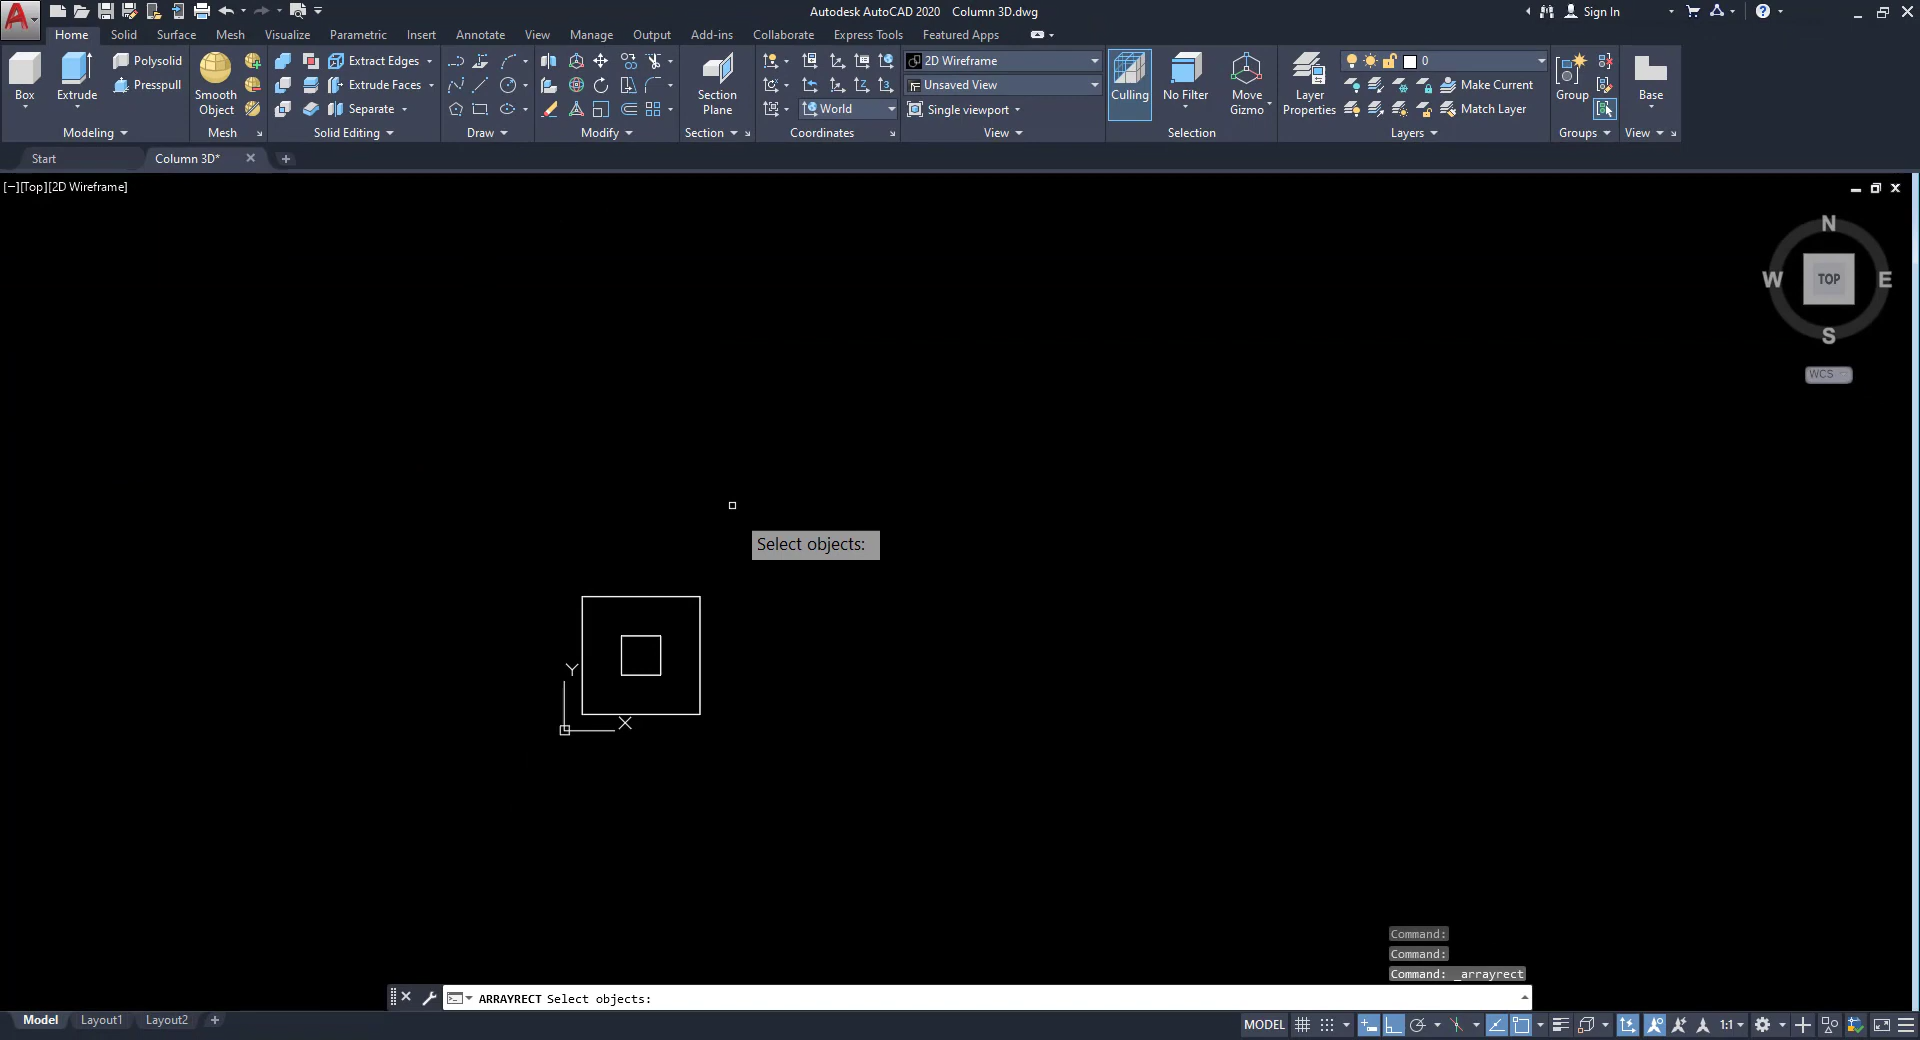 Autodesk AutoCAD 2020 Column 3D.dwg Sign In
Home Solid Surface Mesh Visualize Parametric Insert Annotate View Manage Output Add-ins Collaborate Express Tools Featured Apps
Box
Extrude
Polysolid
Presspull
Modeling
Smooth
Object
Mesh
Extract Edges
Extrude Faces
Separate
Solid Editing
Draw
Modify
Section
Plane
Section
World
Coordinates
2D Wireframe
Unsaved View
Single viewport
View
Culling
No Filter
Move
Gizmo
Selection
Layer
Properties
0
Make Current
Match Layer
Layers
Group
Groups
Base
View
Start Column 3D*
[−][Top][2D Wireframe]
N
W TOP E
S
WCS
Select objects:
Y
X
Command:
Command:
Command: _arrayrect
ARRAYRECT Select objects:
Model Layout1 Layout2
MODEL 1:1